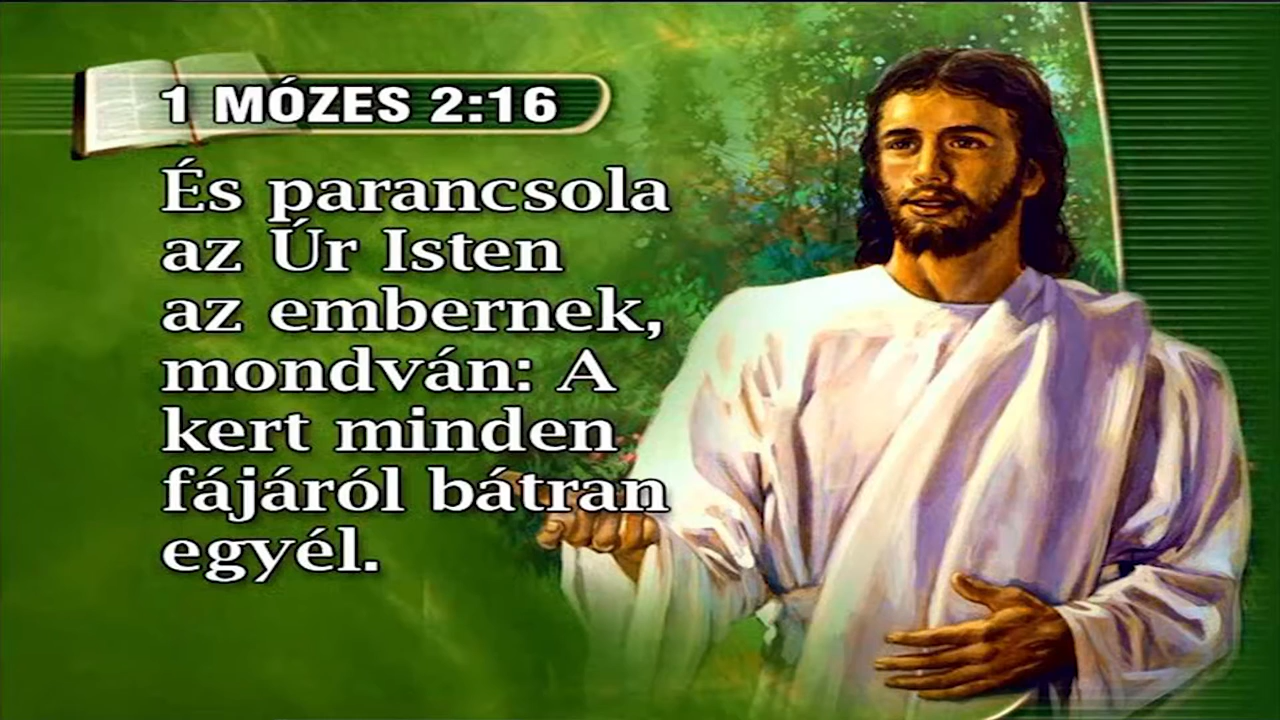 1 MÓZES 2:16
És parancsola
az Úr Isten
az embernek,
mondván: A
kert minden
fájáról bátran
egyél.